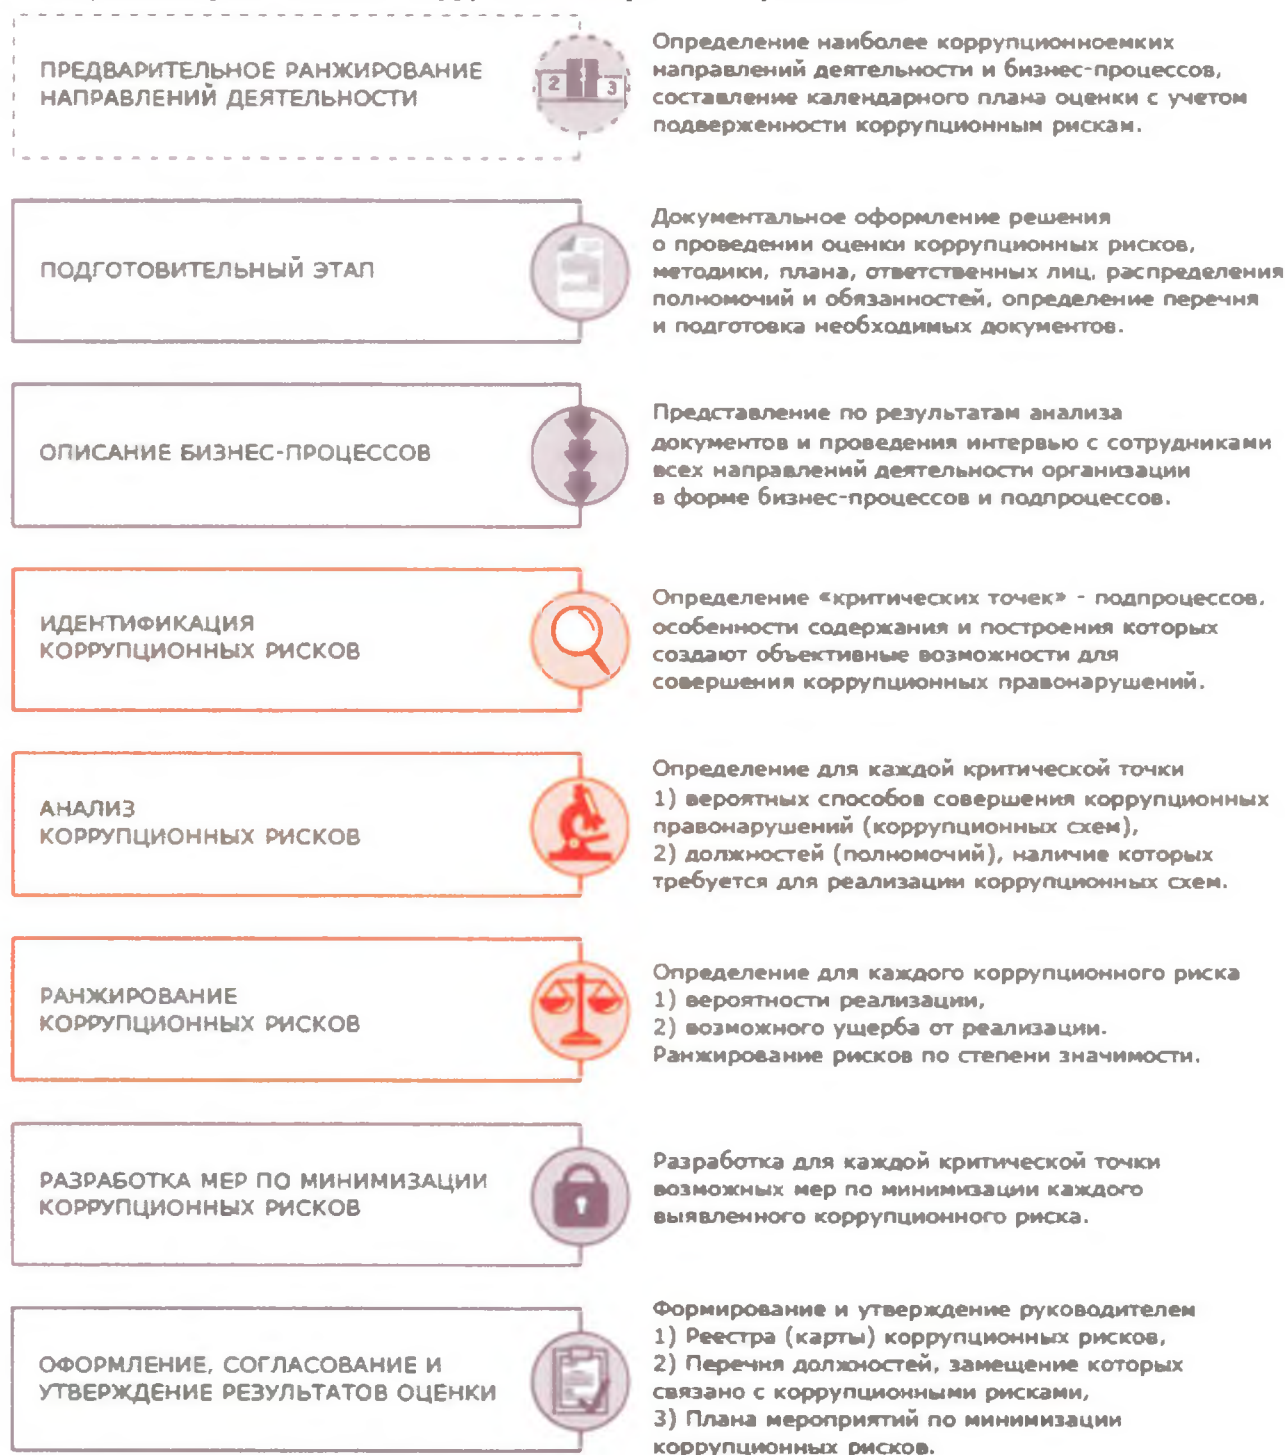 ПРЕДВАРИТЕЛЬНОЕ РАНЖИРОВАНИЕ
НАПРАВЛЕНИЙ ДЕЯТЕЛЬНОСТИ
2
3
Определение наиболее коррупционноемких
направлений деятельности и бизнес-процессов,
составление календарного плана оценки с учетом
подверженности коррупционным рискам.
ПОДГОТОВИТЕЛЬНЫЙ ЭТАП
Документальное оформление решения
о проведении оценки коррупционных рисков,
методики, плана, ответственных лиц, распределения
полномочий и обязанностей, определение перечня
и подготовка необходимых документов.
ОПИСАНИЕ БИЗНЕС-ПРОЦЕССОВ
Представление по результатам анализа
документов и проведения интервью с сотрудниками
всех направлений деятельности организации
в форме бизнес-процессов и подпроцессов.
ИДЕНТИФИКАЦИЯ
КОРРУПЦИОННЫХ РИСКОВ
Определение «критических точек» - подпроцессов,
особенности содержания и построения которых
создают объективные возможности для
совершения коррупционных правонарушений.
АНАЛИЗ
КОРРУПЦИОННЫХ РИСКОВ
Определение для каждой критической точки
1) вероятных способов совершения коррупционных
правонарушений (коррупционных схем),
2) должностей (полномочий), наличие которых
требуется для реализации коррупционных схем.
РАНЖИРОВАНИЕ
КОРРУПЦИОННЫХ РИСКОВ
Определение для каждого коррупционного риска
1) вероятности реализации,
2) возможного ущерба от реализации.
Ранжирование рисков по степени значимости.
РАЗРАБОТКА МЕР ПО МИНИМИЗАЦИИ
КОРРУПЦИОННЫХ РИСКОВ
Разработка для каждой критической точки
возможных мер по минимизации каждого
выявленного коррупционного риска.
ОФОРМЛЕНИЕ, СОГЛАСОВАНИЕ И
УТВЕРЖДЕНИЕ РЕЗУЛЬТАТОВ ОЦЕНКИ
Формирование и утверждение руководителем
1) Реестра (карты) коррупционных рисков,
2) Перечня должностей, замещение которых
связано с коррупционными рисками,
3) Плана мероприятий по минимизации
коррупционных рисков.